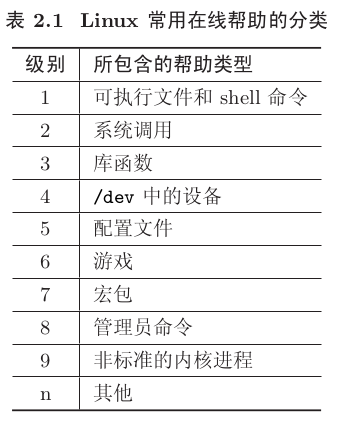 表 2.1 Linux 常用在线帮助的分类
级别 所包含的帮助类型
1 可执行文件和 shell 命令
2 系统调用
3 库函数
4 /dev 中的设备
5 配置文件
6 游戏
7 宏包
8 管理员命令
9 非标准的内核进程
n 其他